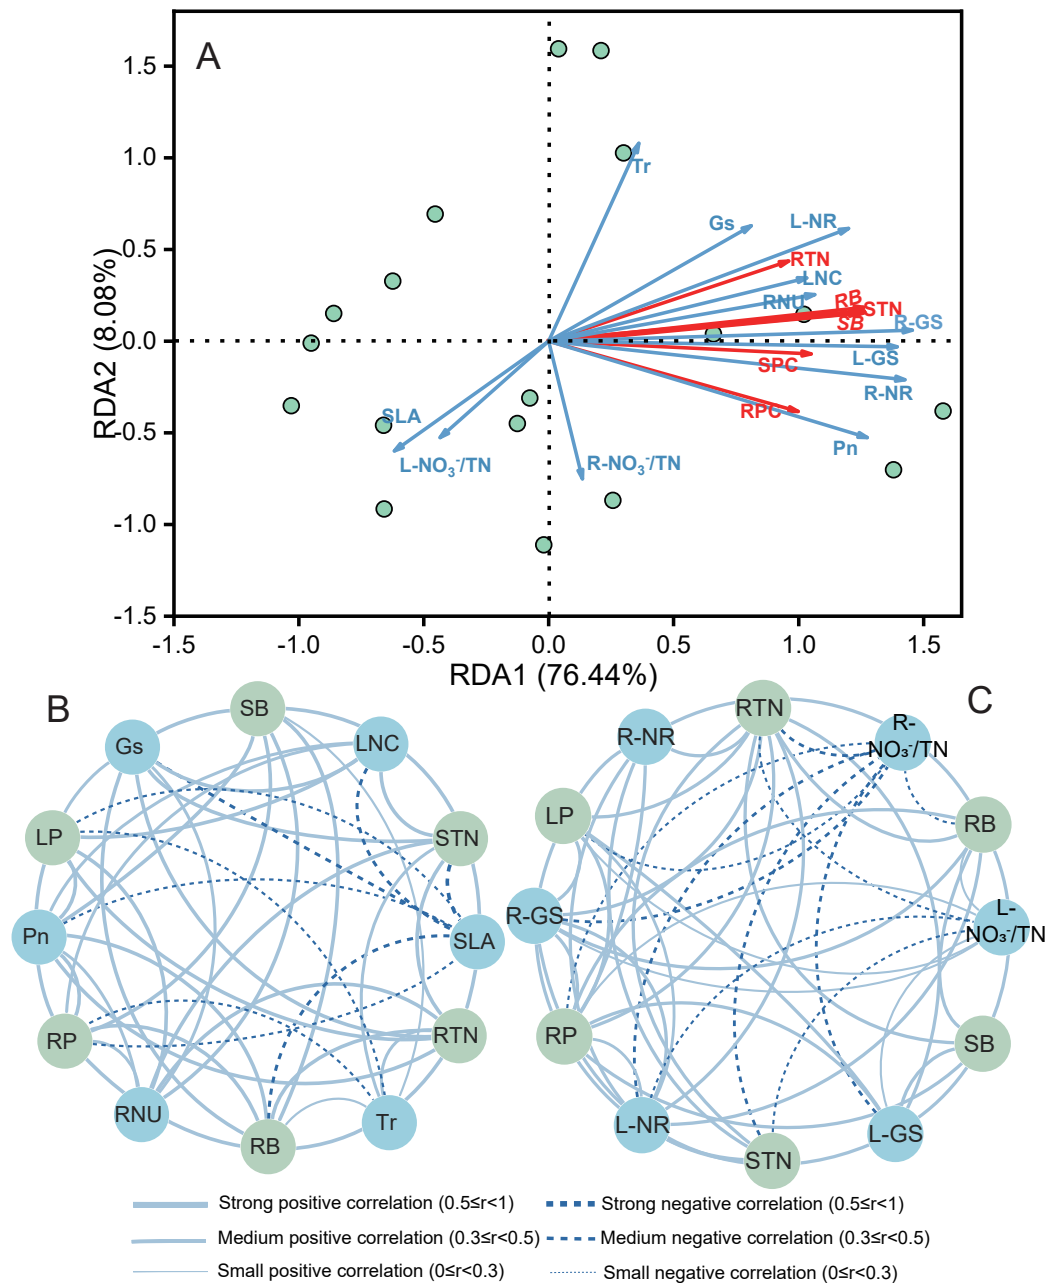 A
1.5
1.0
0.5
0.0
-0.5
-1.0
-1.5
RDA2 (8.08%)
Tr
Gs
L-NR
RTN
LNC
RNU
RB
STN
SB
R-GS
L-GS
SPC
R-NR
RPC
Pn
SLA
L-NO₃⁻/TN
R-NO₃⁻/TN
-1.5 -1.0 -0.5 0.0 0.5 1.0 1.5
RDA1 (76.44%)
B
SB
Gs
LNC
LP
STN
Pn
SLA
RP
RTN
RNU
Tr
RB
C
RTN
R-NR
R-
NO₃⁻/TN
LP
RB
R-GS
L-
NO₃⁻/TN
RP
SB
L-NR
L-GS
STN
Strong positive correlation (0.5≤r<1)
Strong negative correlation (0.5≤r<1)
Medium positive correlation (0.3≤r<0.5)
Medium negative correlation (0.3≤r<0.5)
Small positive correlation (0≤r<0.3)
Small negative correlation (0≤r<0.3)